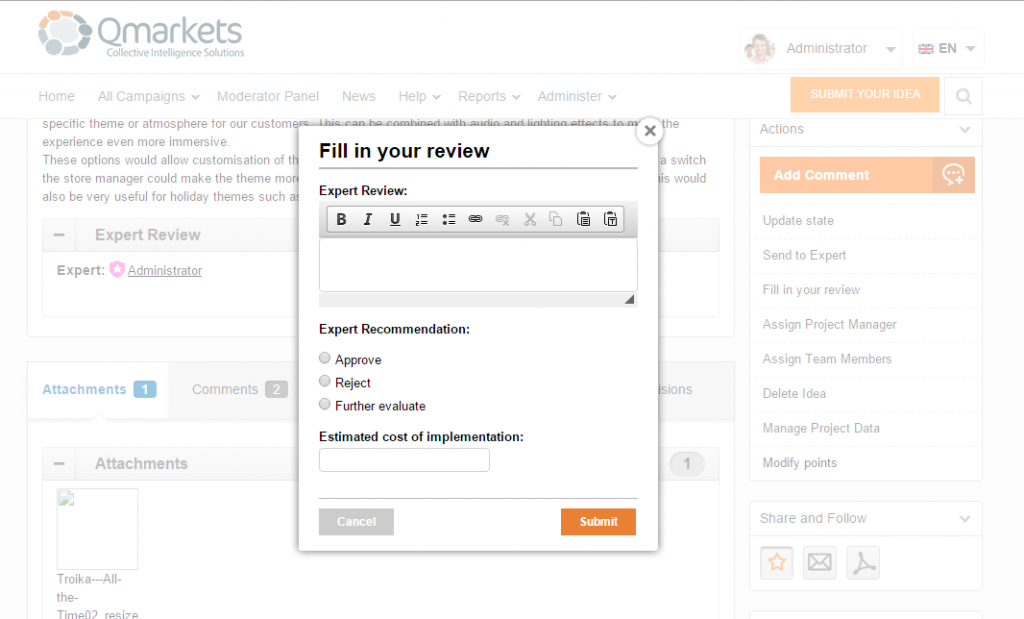 Qmarkets
Collective Intelligence Solutions
Administrator
EN
Home
All Campaigns
Moderator Panel
News
Help
Reports
Administer
SUBMIT YOUR IDEA
specific theme or atmosphere for our customers. This can be combined with audio and lighting effects to m the
experience even more immersive.
These options would allow customisation of th a switch
the store manager could make the theme more his would
also be very useful for holiday themes such as
Expert Review
Expert: Administrator
Attachments 1
Comments 2
isions
Attachments
1
Troika---All-
the-
Time02_resize
Fill in your review
Expert Review:
B I U
Expert Recommendation:
Approve
Reject
Further evaluate
Estimated cost of implementation:
Cancel
Submit
Actions
Add Comment
Update state
Send to Expert
Fill in your review
Assign Project Manager
Assign Team Members
Delete Idea
Manage Project Data
Modify points
Share and Follow